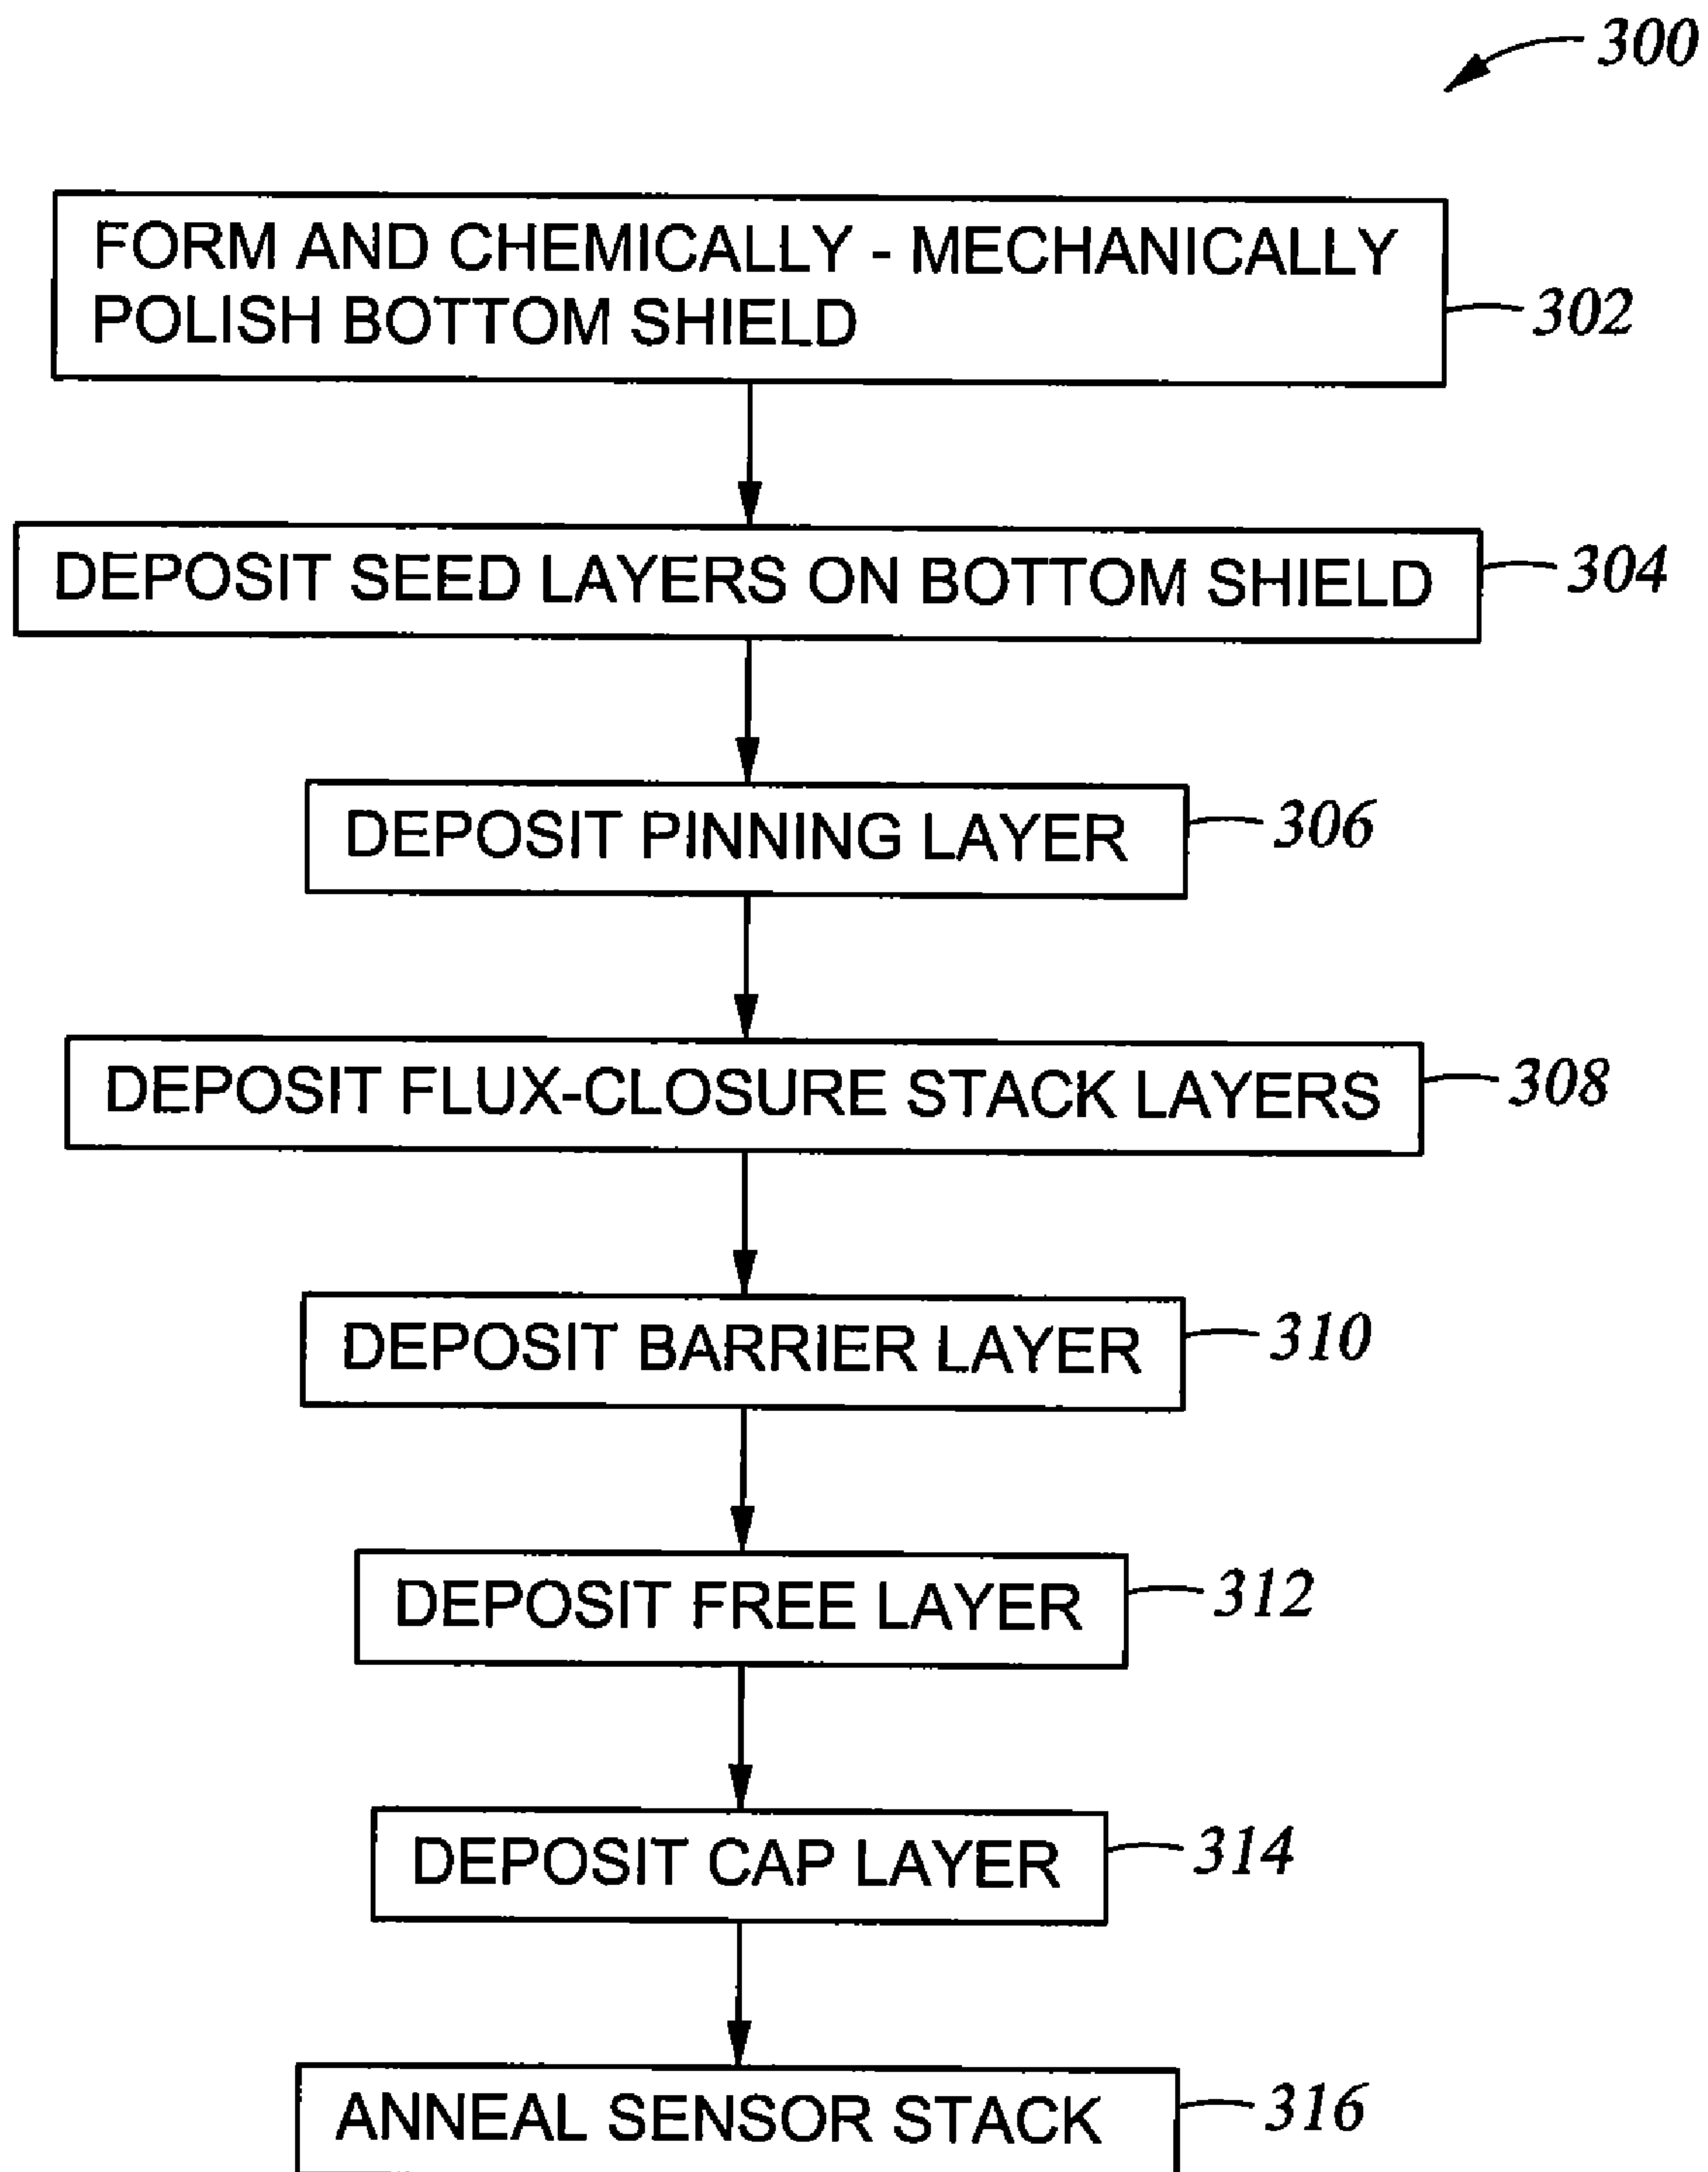 300
FORM AND CHEMICALLY - MECHANICALLY
POLISH BOTTOM SHIELD
302
DEPOSIT SEED LAYERS ON BOTTOM SHIELD
304
DEPOSIT PINNING LAYER
306
DEPOSIT FLUX-CLOSURE STACK LAYERS
308
DEPOSIT BARRIER LAYER
310
DEPOSIT FREE LAYER
312
DEPOSIT CAP LAYER
314
ANNEAL SENSOR STACK
316